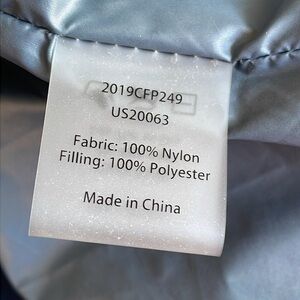 2019CFP249
US20063
Fabric: 100% Nylon
Filling: 100% Polyester
Made in China